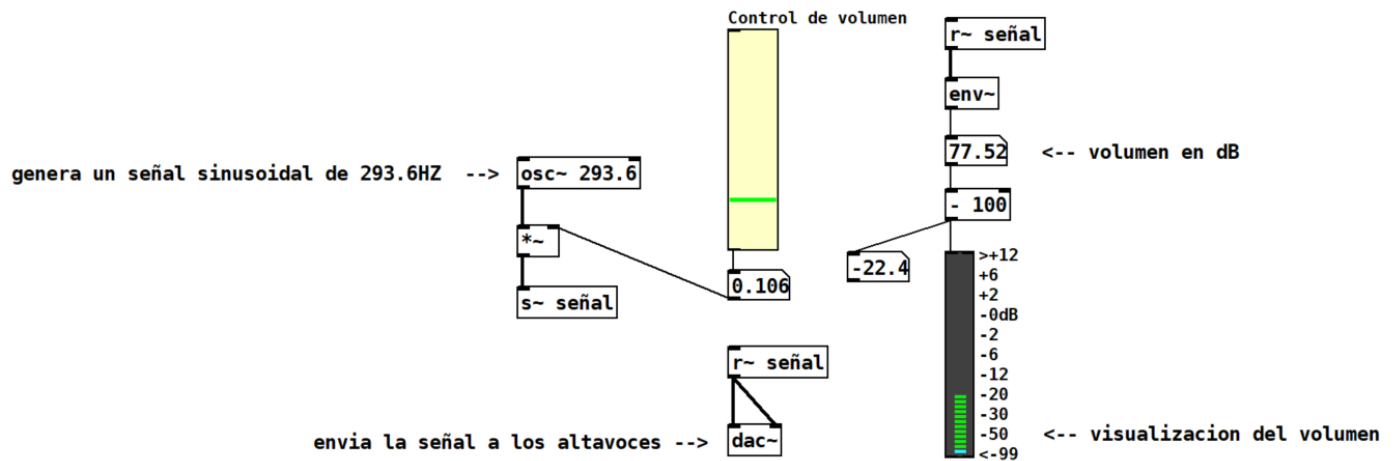 Control de volumen
r~ señal
env~
77.52
<-- volumen en dB
genera un señal sinusoidal de 293.6HZ -->
osc~ 293.6
- 100
*~
-22.4
>+12
+6
+2
-0dB
-2
-6
-12
-20
-30
-50
<-99
0.106
s~ señal
r~ señal
envia la señal a los altavoces -->
dac~
<-- visualizacion del volumen